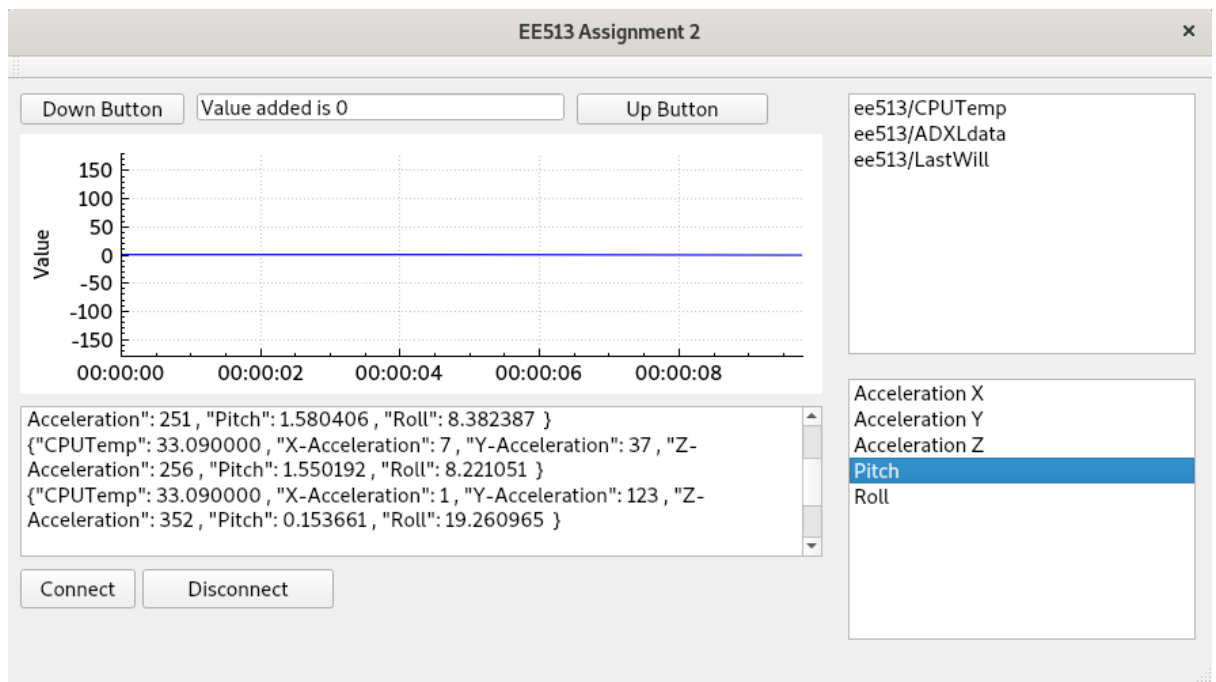 EE513 Assignment 2
×
Down Button
Value added is 0
Up Button
Value
150
100
50
0
-50
-100
-150
00:00:00 00:00:02 00:00:04 00:00:06 00:00:08
Acceleration": 251 , "Pitch": 1.580406 , "Roll": 8.382387 }
{"CPUTemp": 33.090000 , "X-Acceleration": 7 , "Y-Acceleration": 37 , "Z-
Acceleration": 256 , "Pitch": 1.550192 , "Roll": 8.221051 }
{"CPUTemp": 33.090000 , "X-Acceleration": 1 , "Y-Acceleration": 123 , "Z-
Acceleration": 352 , "Pitch": 0.153661 , "Roll": 19.260965 }
Connect
Disconnect
ee513/CPUTemp
ee513/ADXLdata
ee513/LastWill
Acceleration X
Acceleration Y
Acceleration Z
Pitch
Roll